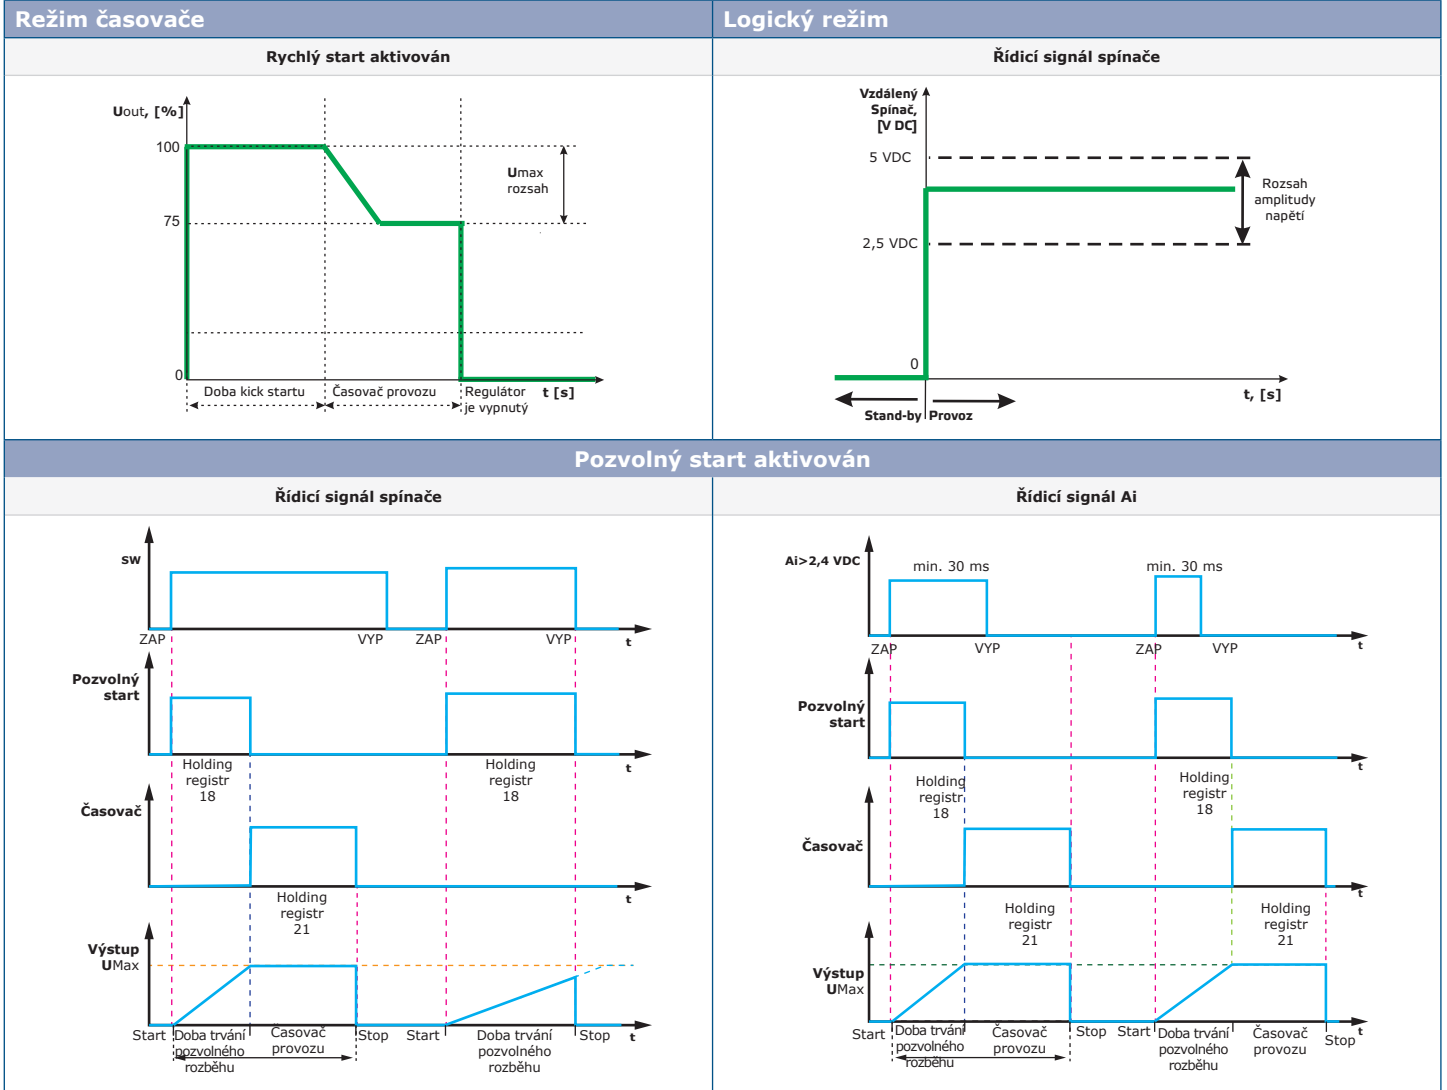 Režim časovače
Logický režim
Rychlý start aktivován
Řídicí signál spínače
Uout, [%]
100
75
0
Umax
rozsah
Doba kick startu
Časovač provozu
Regulátor
je vypnutý
t [s]
Vzdálený
Spínač,
[V DC]
5 VDC
2,5 VDC
0
Rozsah
amplitudy
napětí
t, [s]
Stand-by
Provoz
Pozvolný start aktivován
Řídicí signál spínače
Řídicí signál Ai
SW
ZAP
VYP
ZAP
VYP
t
Pozvolný
start
t
Holding
registr
18
Holding
registr
18
Časovač
t
Holding
registr
21
Výstup
UMax
Start
Doba trvání
pozvolného
rozběhu
Časovač
provozu
Stop
Start
Doba trvání
pozvolného
rozběhu
Stop
t
Ai>2,4 VDC
min. 30 ms
min. 30 ms
ZAP
VYP
ZAP
VYP
t
Pozvolný
start
t
Holding
registr
18
Holding
registr
18
Časovač
t
Holding
registr
21
Holding
registr
21
Výstup
UMax
Start
Doba trvání
pozvolného
rozběhu
Časovač
provozu
Stop
Start
Doba trvání
pozvolného
rozběhu
Časovač
provozu
Stop
t